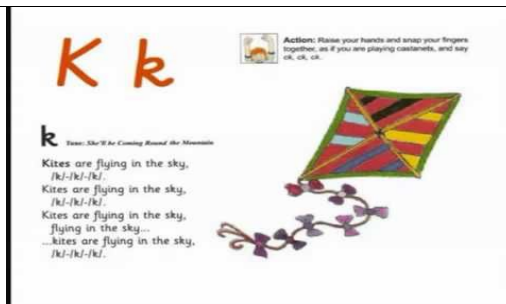 K k
Action: Raise your hands and snap your fingers
together, as if you are playing castanets, and say
ck, ck, ck.
k Tune: She'll be Coming Round the Mountain
Kites are flying in the sky,
/k/-/k/-/k/.
Kites are flying in the sky,
/k/-/k/-/k/.
Kites are flying in the sky,
flying in the sky...
...kites are flying in the sky,
/k/-/k/-/k/.